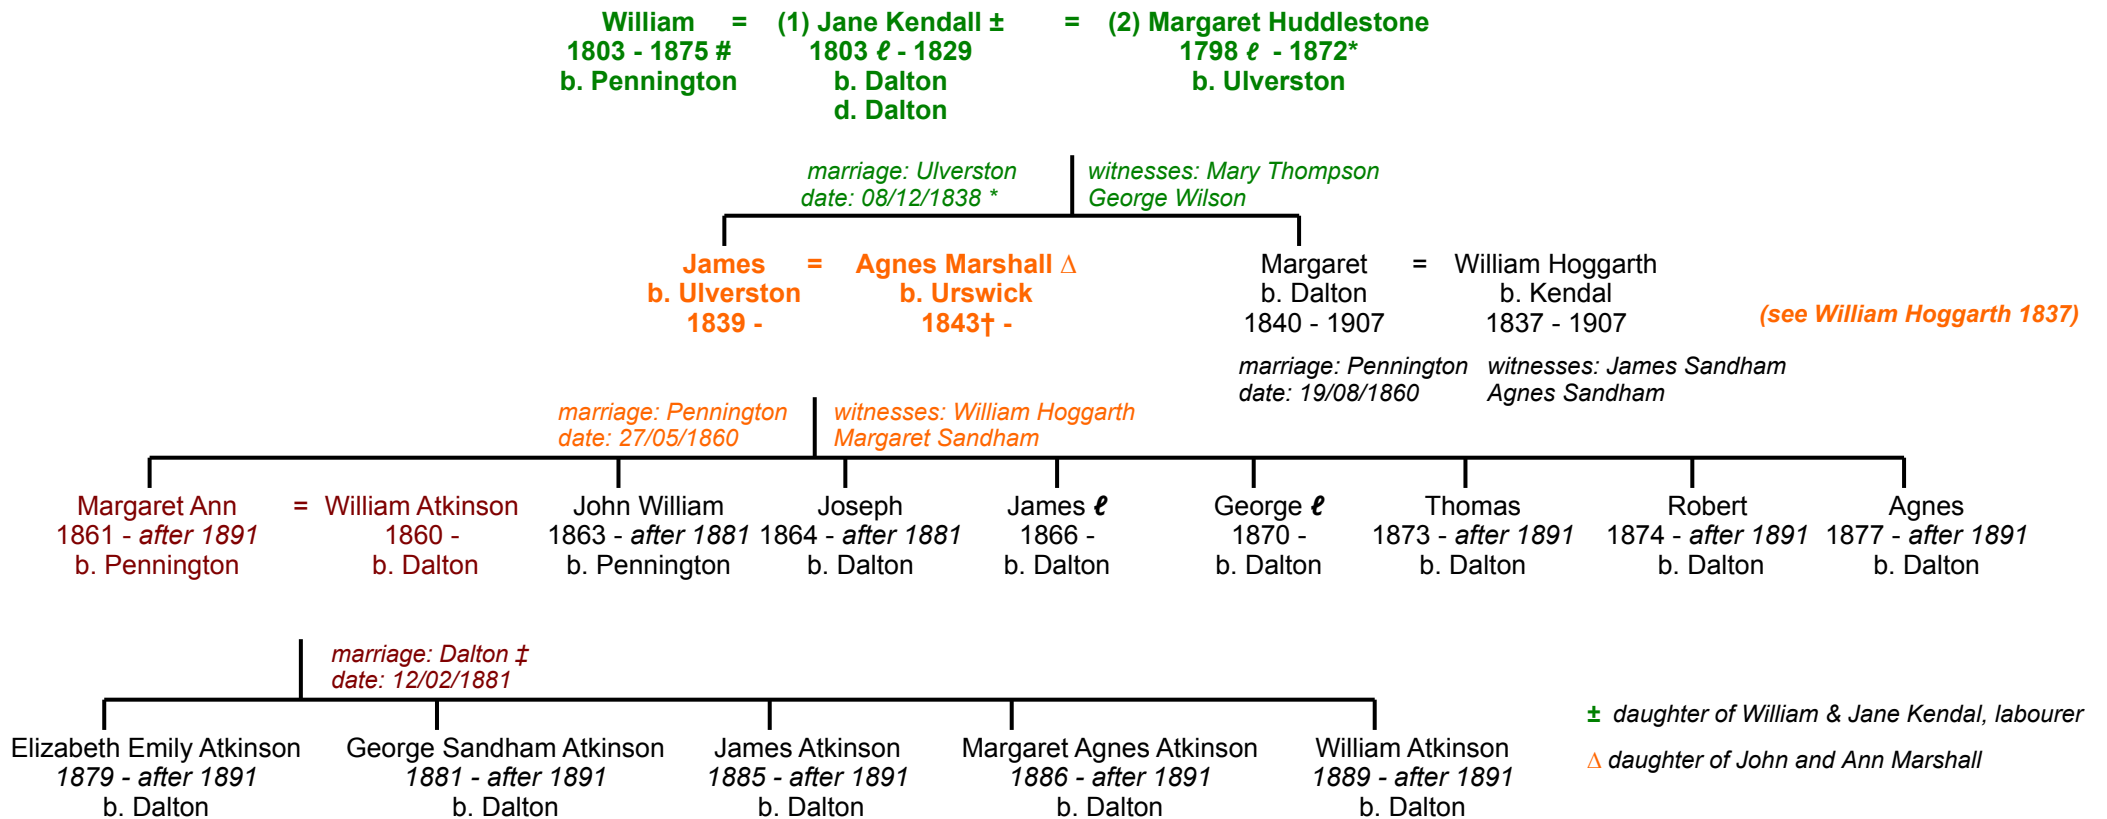 William = (1) Jane Kendall ± = (2) Margaret Huddlestone
1803 - 1875 # 1803 ℓ - 1829 1798 ℓ - 1872*
b. Pennington b. Dalton b. Ulverston
d. Dalton
marriage: Ulverston witnesses: Mary Thompson
date: 08/12/1838 * George Wilson
James = Agnes Marshall Δ Margaret = William Hoggarth
b. Ulverston b. Urswick b. Dalton b. Kendal
1839 - 1843† - 1840 - 1907 1837 - 1907 (see William Hoggarth 1837)
marriage: Pennington witnesses: James Sandham
date: 19/08/1860 Agnes Sandham
marriage: Pennington witnesses: William Hoggarth
date: 27/05/1860 Margaret Sandham
Margaret Ann = William Atkinson John William Joseph James ℓ George ℓ Thomas Robert Agnes
1861 - after 1891 1860 - 1863 - after 1881 1864 - after 1881 1866 - 1870 - 1873 - after 1891 1874 - after 1891 1877 - after 1891
b. Pennington b. Dalton b. Pennington b. Dalton b. Dalton b. Dalton b. Dalton b. Dalton b. Dalton
marriage: Dalton ‡
date: 12/02/1881
± daughter of William & Jane Kendal, labourer
Elizabeth Emily Atkinson George Sandham Atkinson James Atkinson Margaret Agnes Atkinson William Atkinson
Δ daughter of John and Ann Marshall
1879 - after 1891 1881 - after 1891 1885 - after 1891 1886 - after 1891 1889 - after 1891
b. Dalton b. Dalton b. Dalton b. Dalton b. Dalton